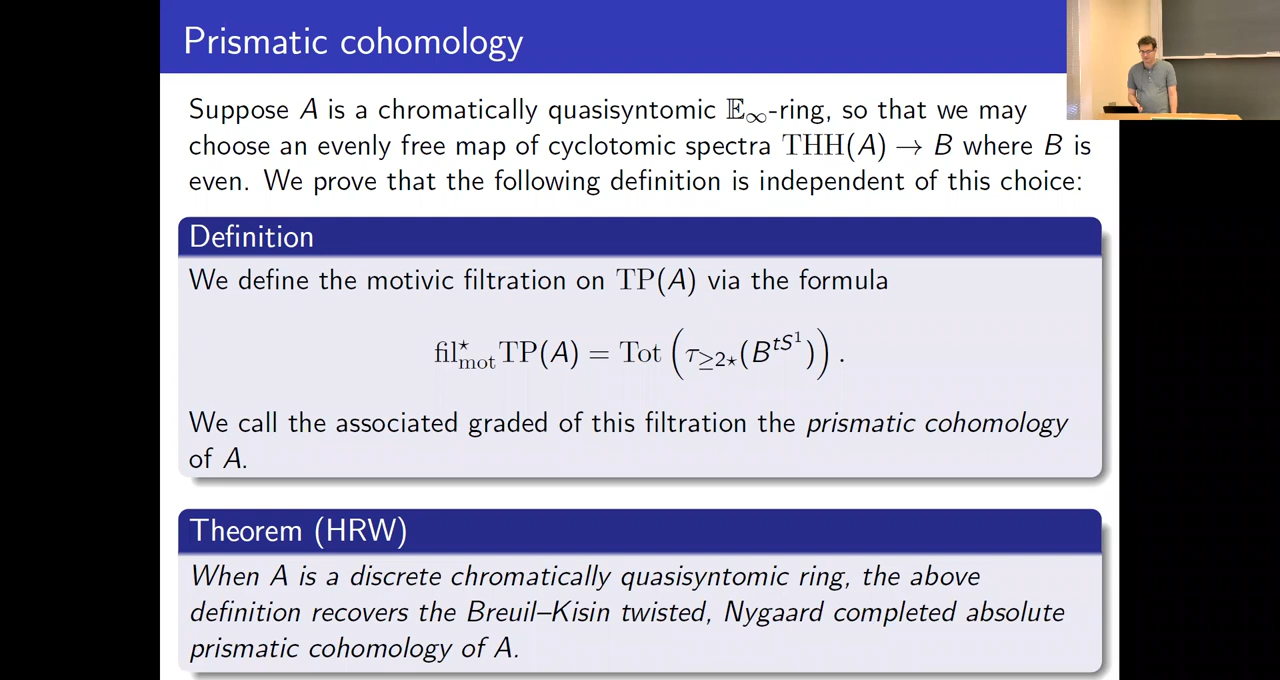 Prismatic cohomology
Suppose A is a chromatically quasisyntomic 𝔼∞-ring, so that we may
choose an evenly free map of cyclotomic spectra THH(A) → B where B is
even. We prove that the following definition is independent of this choice:
Definition
We define the motivic filtration on TP(A) via the formula
fil^⋆_mot TP(A) = Tot (τ_{≥2⋆}(B^{tS^1})) .
We call the associated graded of this filtration the prismatic cohomology
of A.
Theorem (HRW)
When A is a discrete chromatically quasisyntomic ring, the above
definition recovers the Breuil–Kisin twisted, Nygaard completed absolute
prismatic cohomology of A.